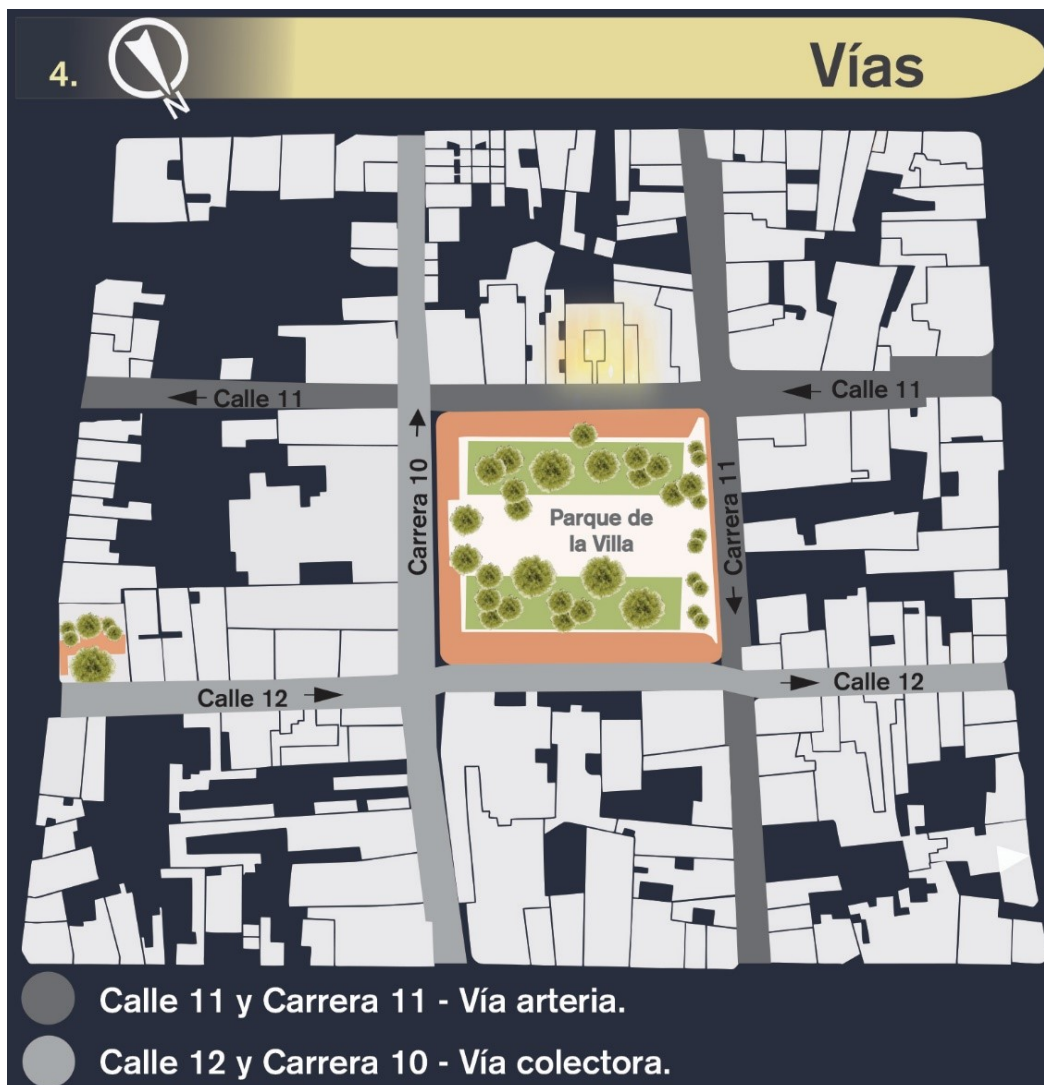 4.
N
Vías
Calle 11
Calle 11
Carrera 10
Carrera 11
Parque de
la Villa
Calle 12
Calle 12
Calle 11 y Carrera 11 - Vía arteria.
Calle 12 y Carrera 10 - Vía colectora.